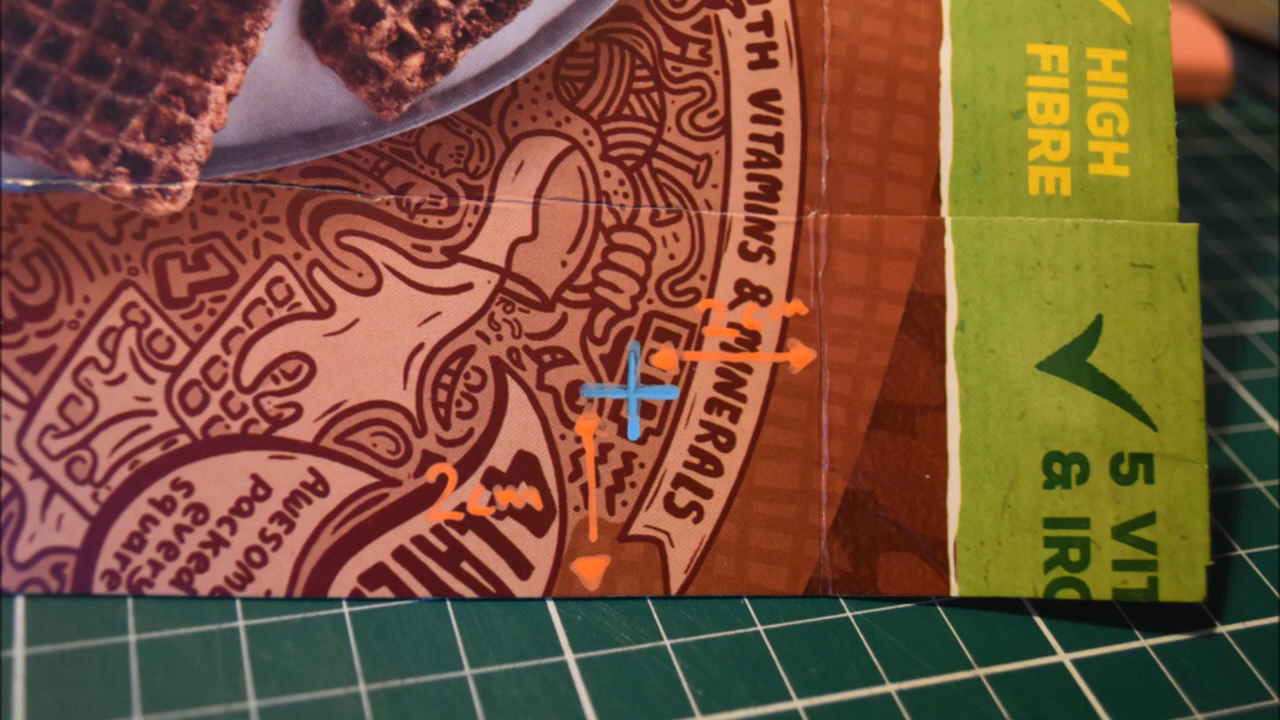 TH VITAMINS & MINERALS
HIGH
FIBRE
5 VIT
& IRO
2cm
2cm
AWESOME
packed
every
square